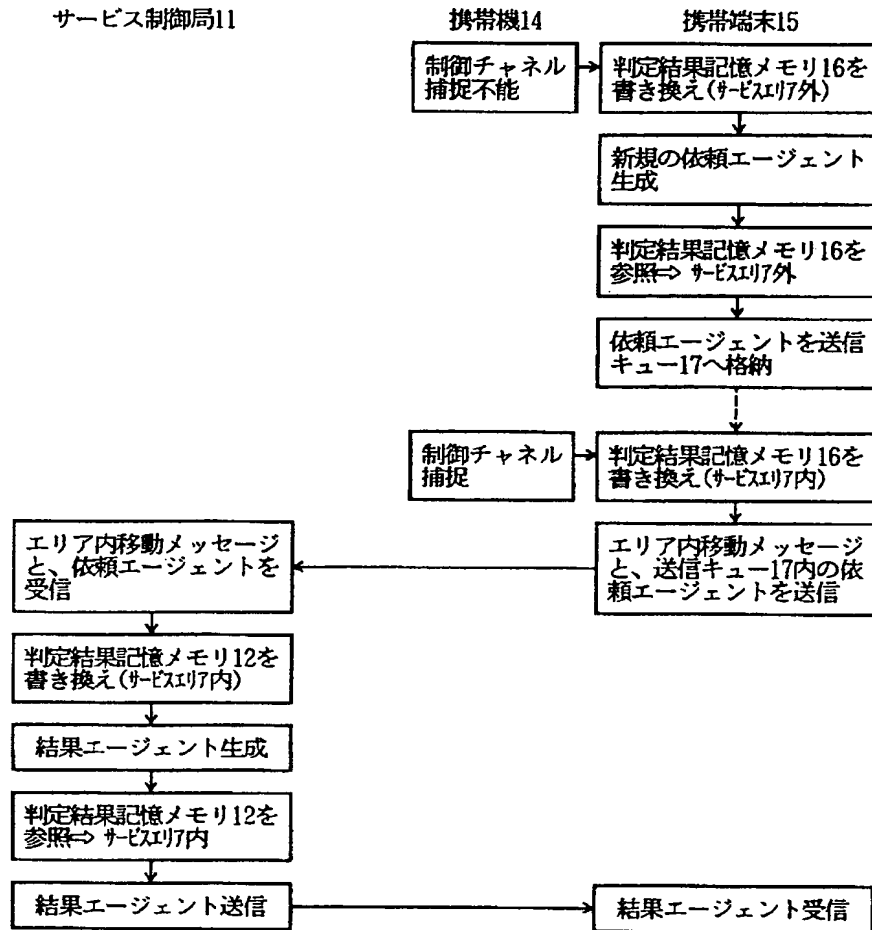 サービス制御局11
携帯機14
携帯端末15
制御チャネル
捕捉不能
判定結果記憶メモリ16を
書き換え(サービスエリア外)
新規の依頼エージェント
生成
判定結果記憶メモリ16を
参照⇨ サービスエリア外
依頼エージェントを送信
キュー17へ格納
制御チャネル
捕捉
判定結果記憶メモリ16を
書き換え(サービスエリア内)
エリア内移動メッセージ
と、送信キュー17内の依
頼エージェントを送信
エリア内移動メッセージ
と、依頼エージェントを
受信
判定結果記憶メモリ12を
書き換え(サービスエリア内)
結果エージェント生成
判定結果記憶メモリ12を
参照⇨ サービスエリア内
結果エージェント送信
結果エージェント受信